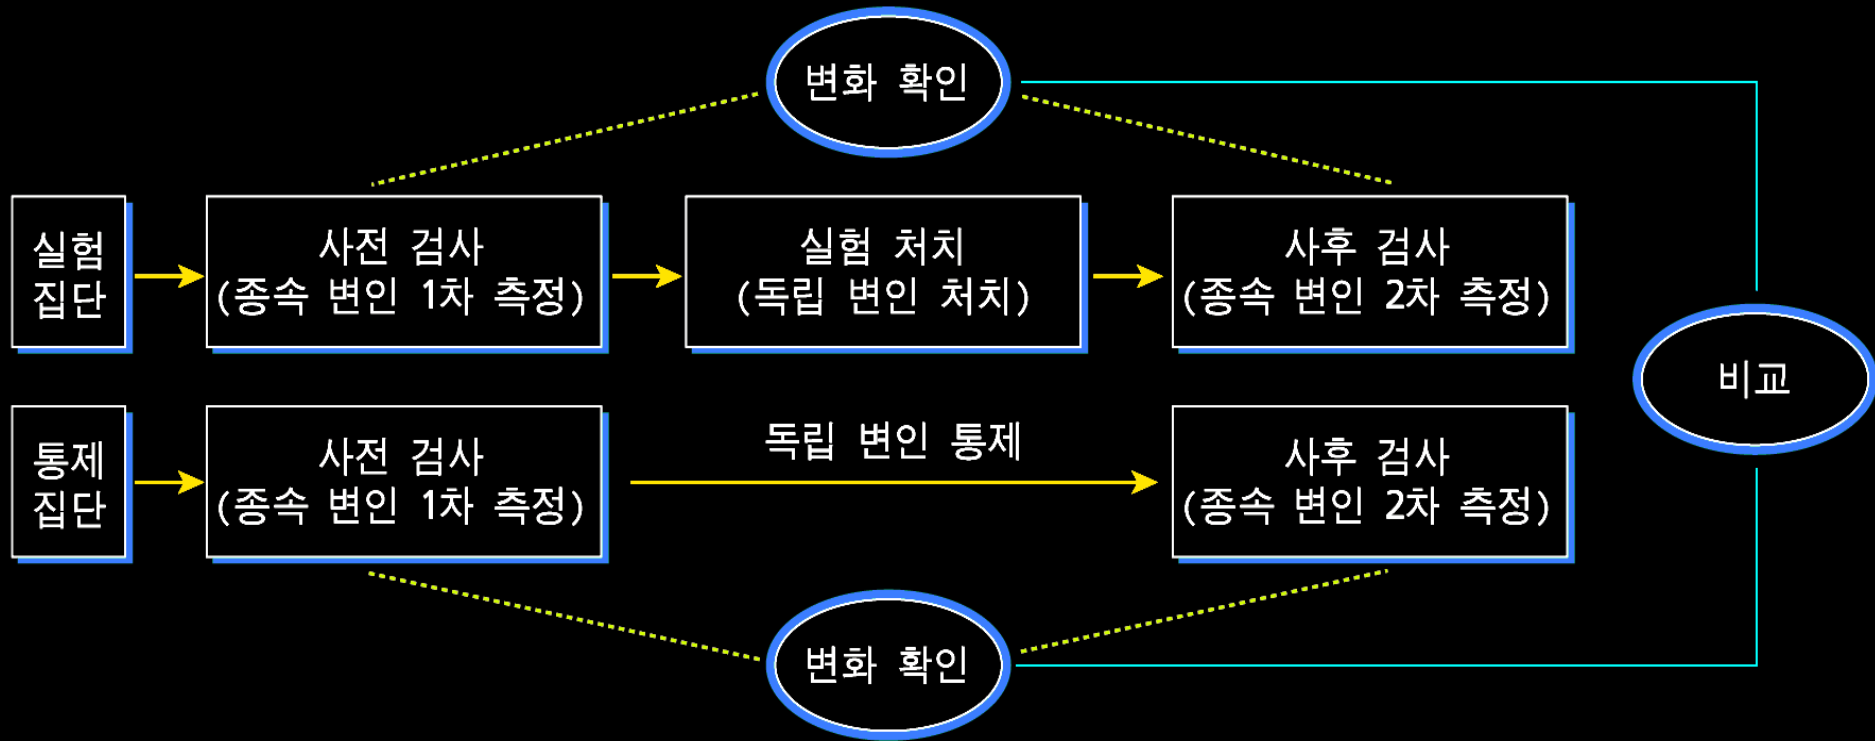 변화 확인
실험
집단
사전 검사
(종속 변인 1차 측정)
실험 처치
(독립 변인 처치)
사후 검사
(종속 변인 2차 측정)
비교
통제
집단
사전 검사
(종속 변인 1차 측정)
독립 변인 통제
사후 검사
(종속 변인 2차 측정)
변화 확인